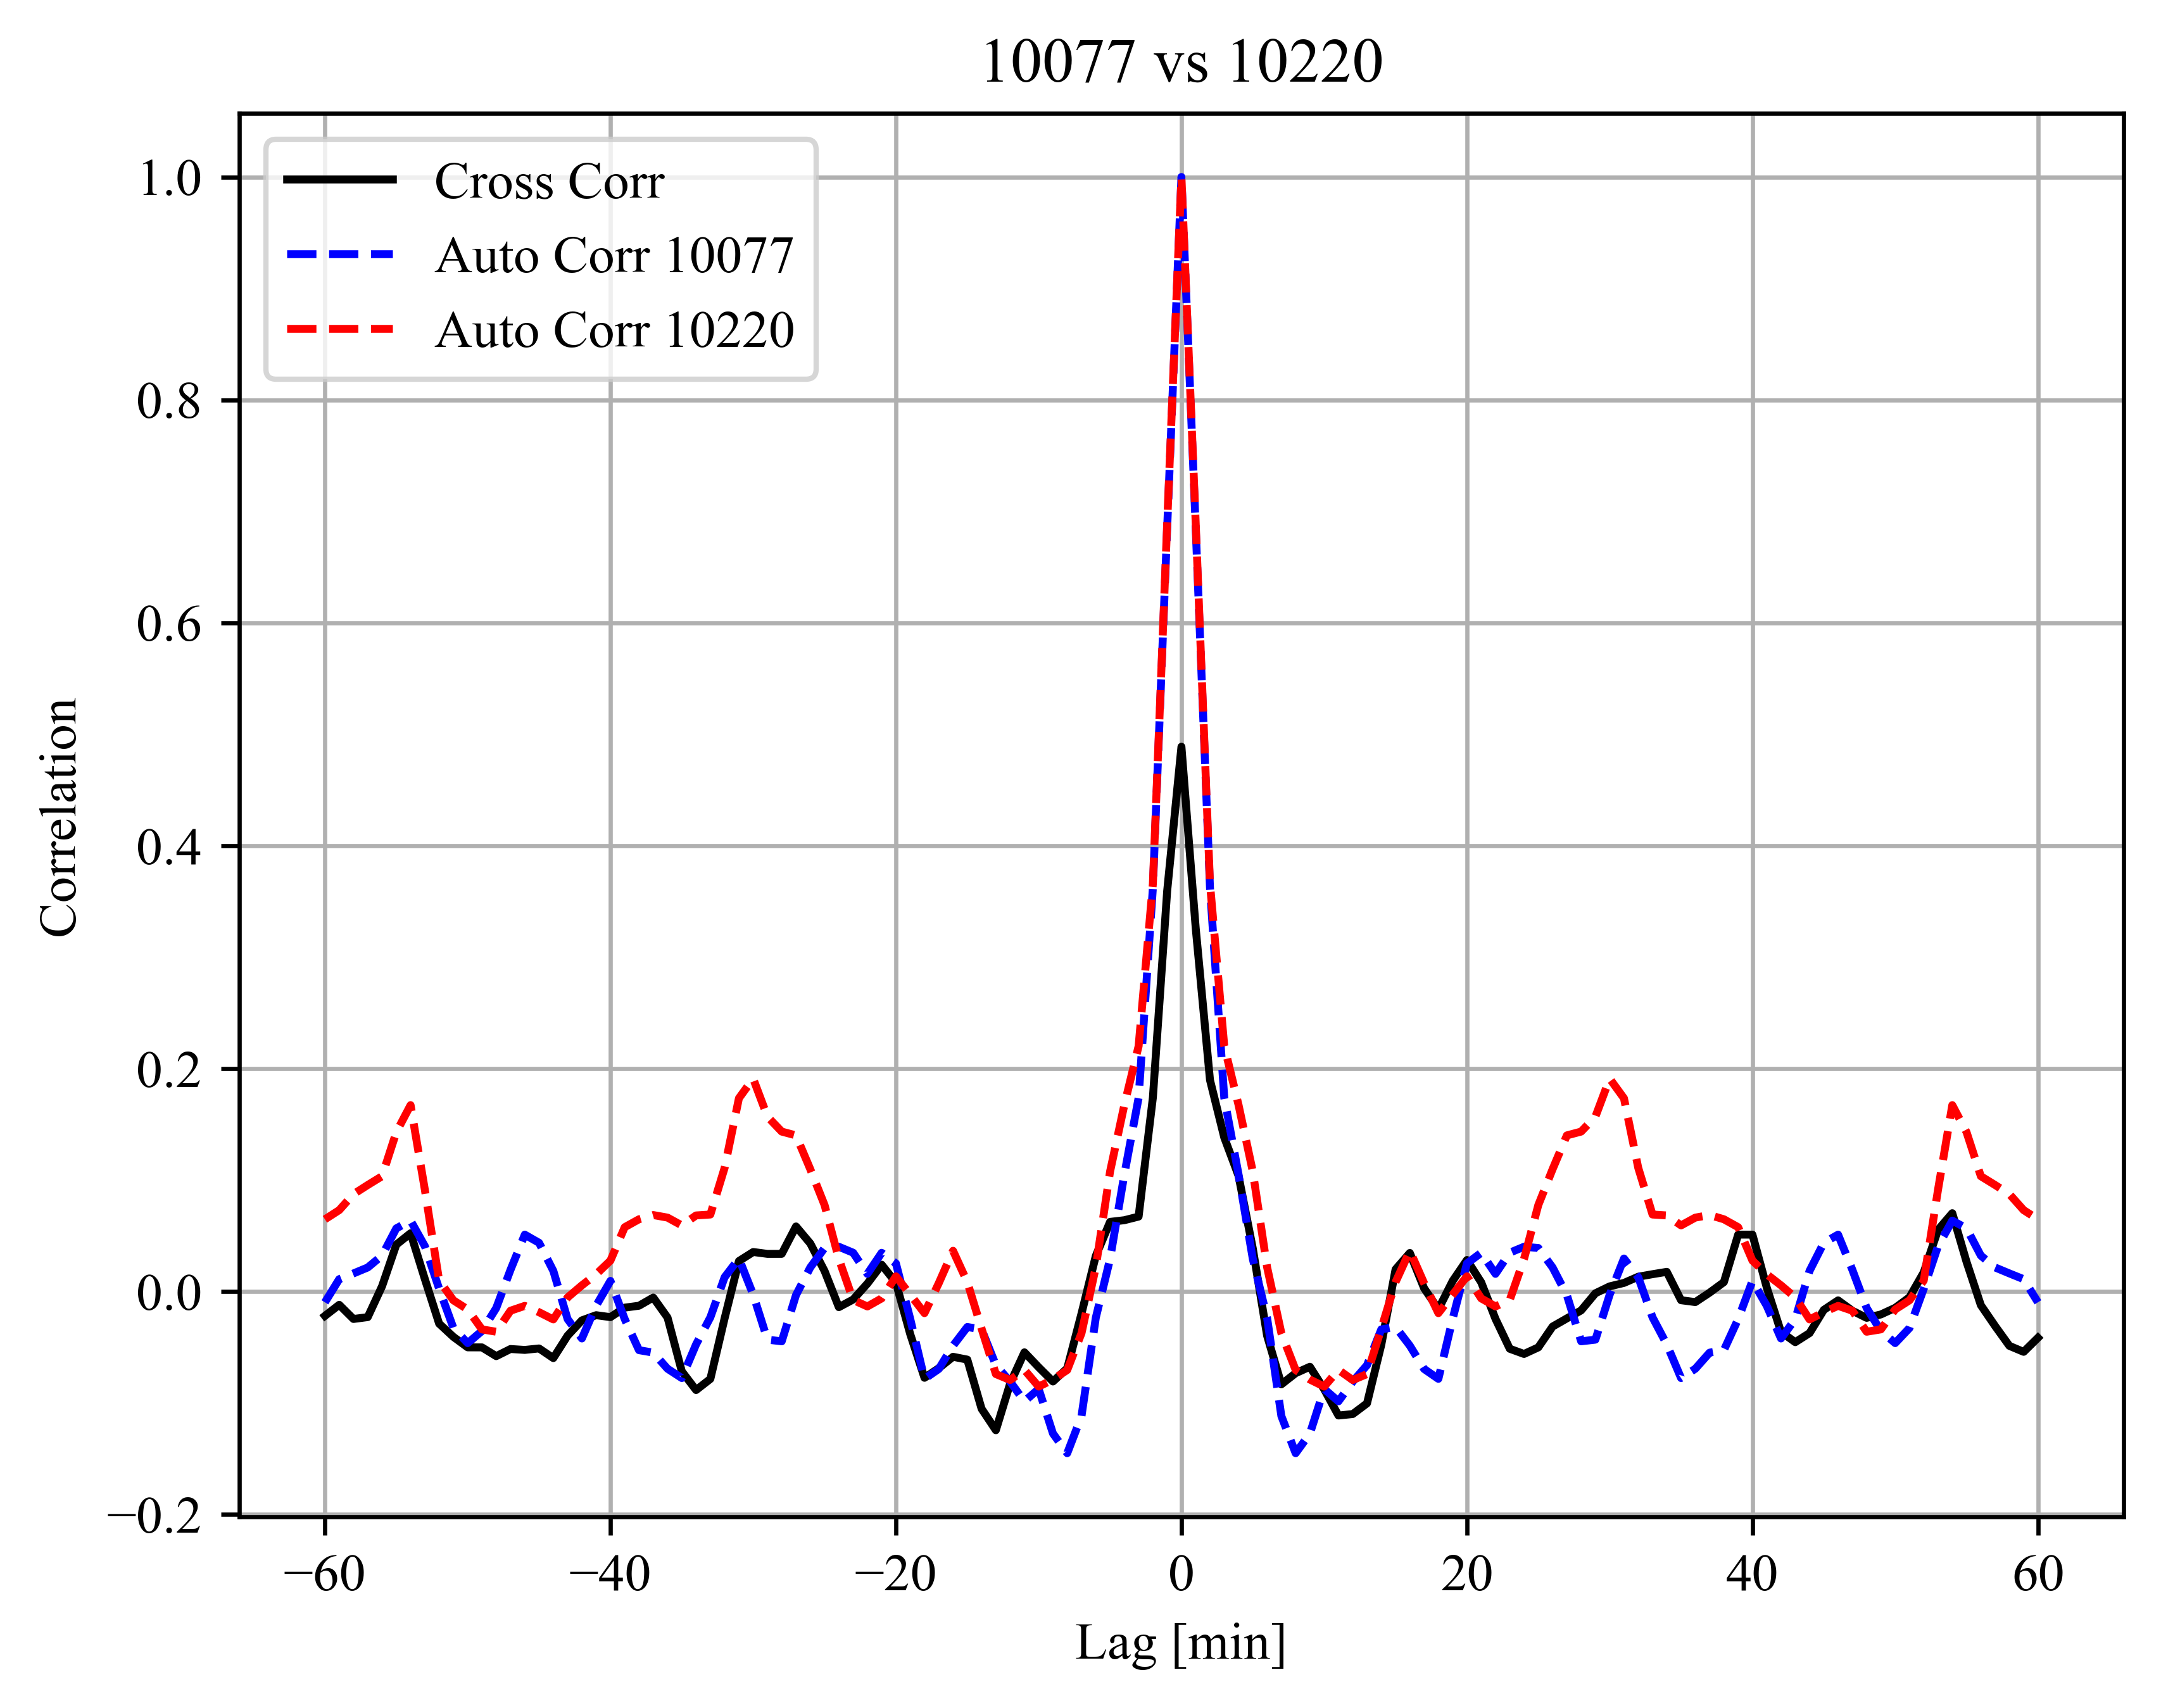 10077 vs 10220
Cross Corr
Auto Corr 10077
Auto Corr 10220
1.0
0.8
0.6
0.4
0.2
0.0
−0.2
Correlation
−60 −40 −20 0 20 40 60
Lag [min]